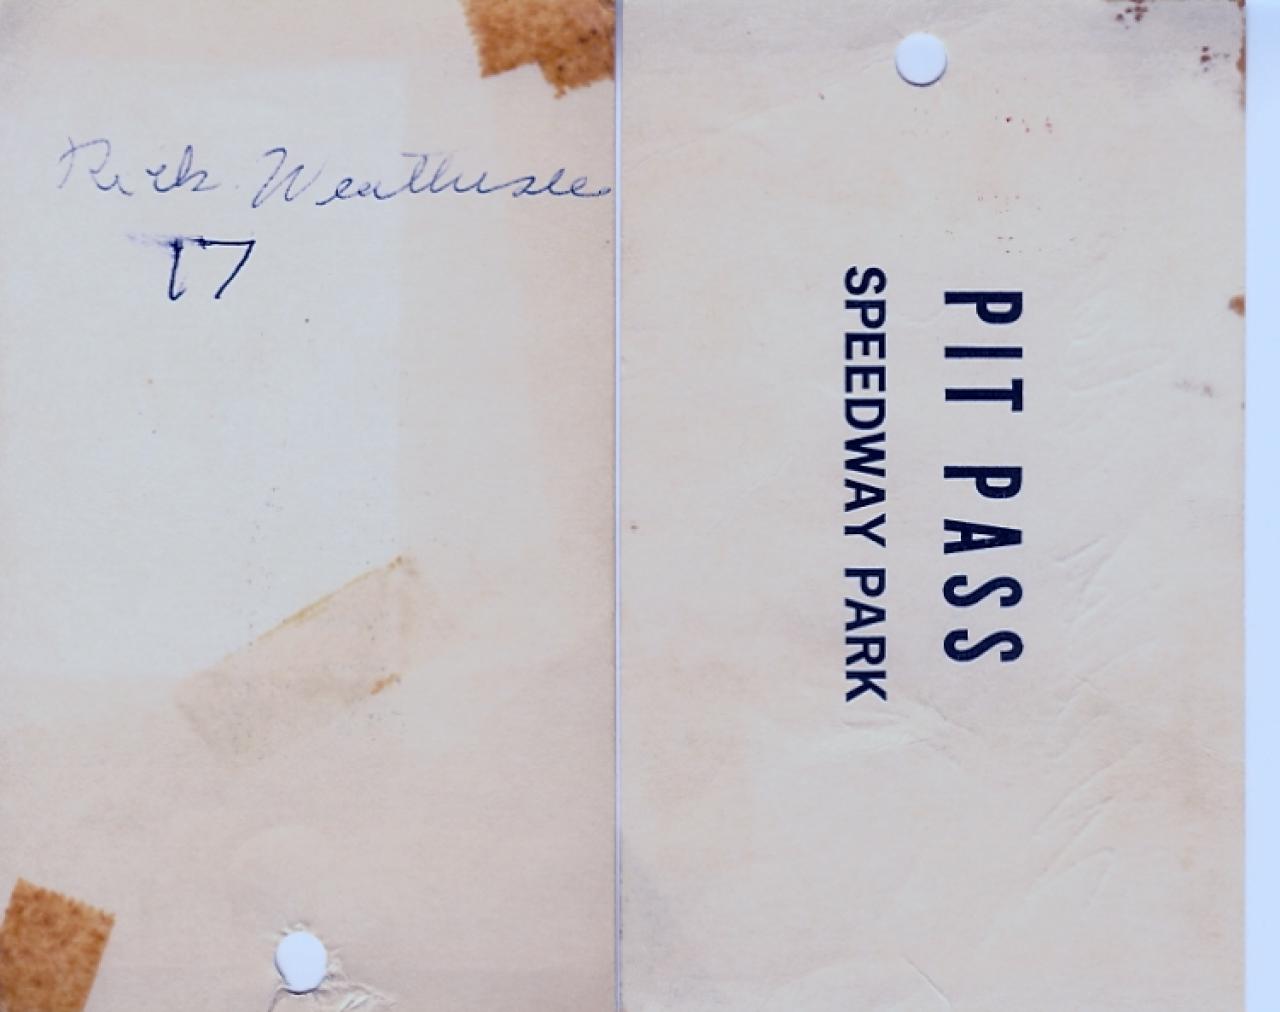 Rick
17
PIT PASS
SPEEDWAY PARK